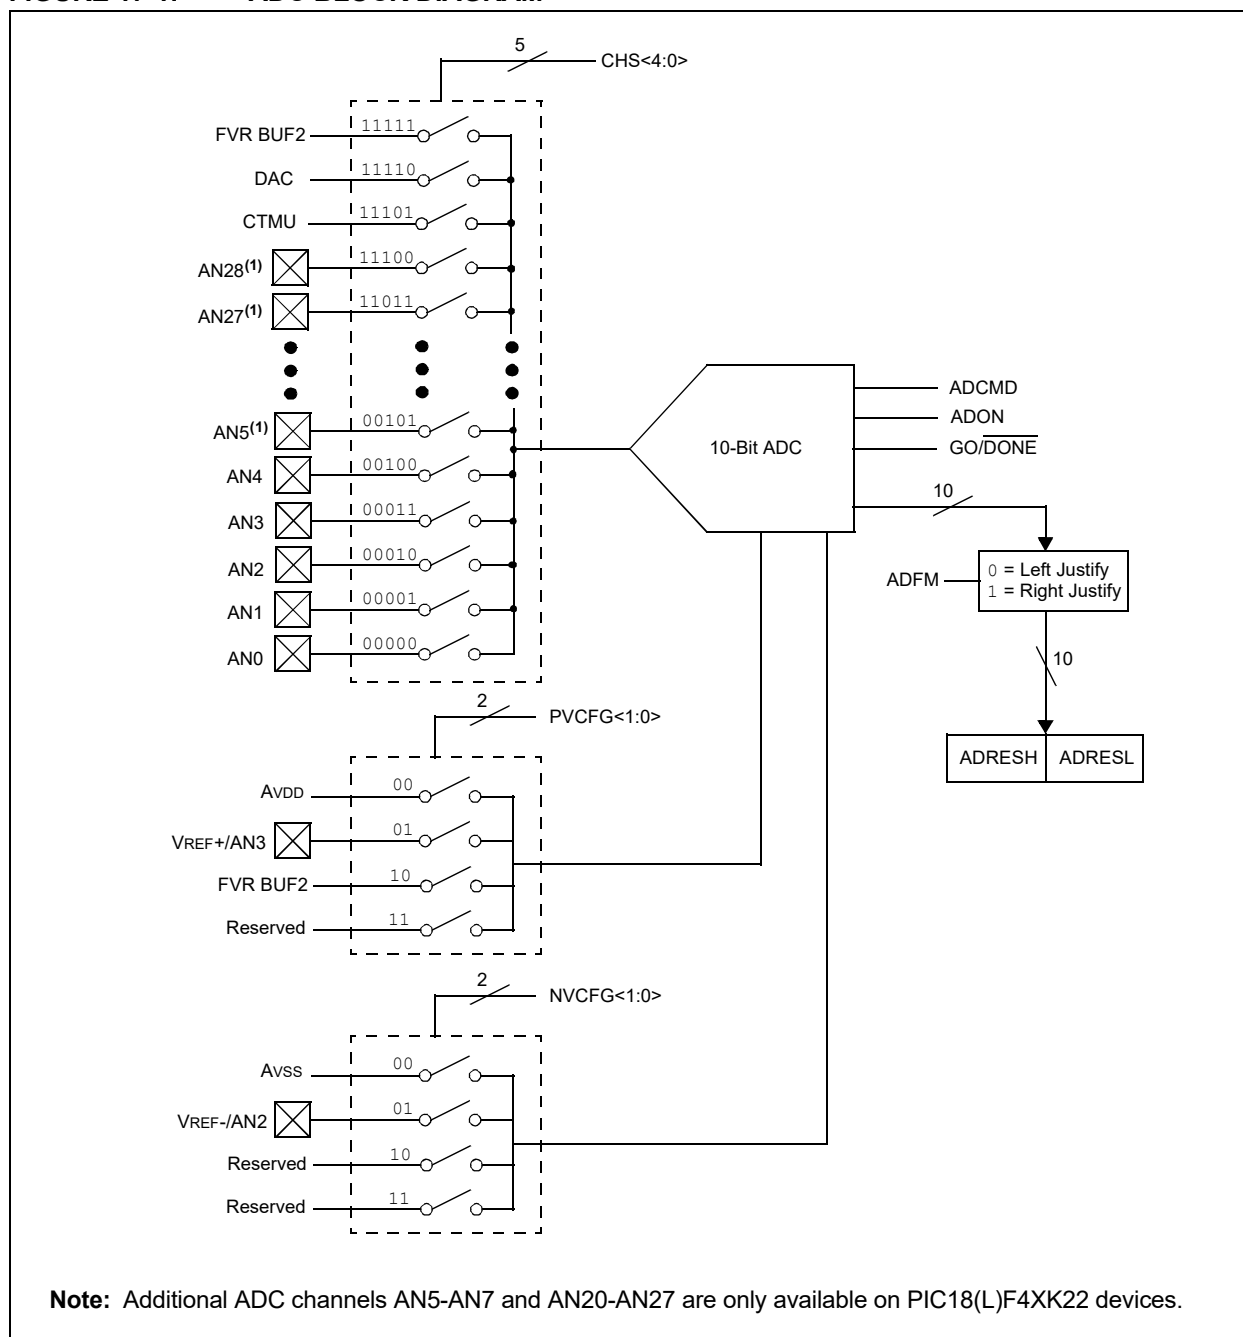 5
CHS<4:0>
FVR BUF2 11111
DAC 11110
CTMU 11101
AN28(1) 11100
AN27(1) 11011
ADCMD
ADON
GO/DONE
10-Bit ADC
AN5(1) 00101
AN4 00100
AN3 00011
AN2 00010
AN1 00001
AN0 00000
10
ADFM
0 = Left Justify
1 = Right Justify
10
ADRESH ADRESL
2
PVCFG<1:0>
AVDD 00
VREF+/AN3 01
FVR BUF2 10
Reserved 11
2
NVCFG<1:0>
AVSS 00
VREF-/AN2 01
Reserved 10
Reserved 11
Note: Additional ADC channels AN5-AN7 and AN20-AN27 are only available on PIC18(L)F4XK22 devices.